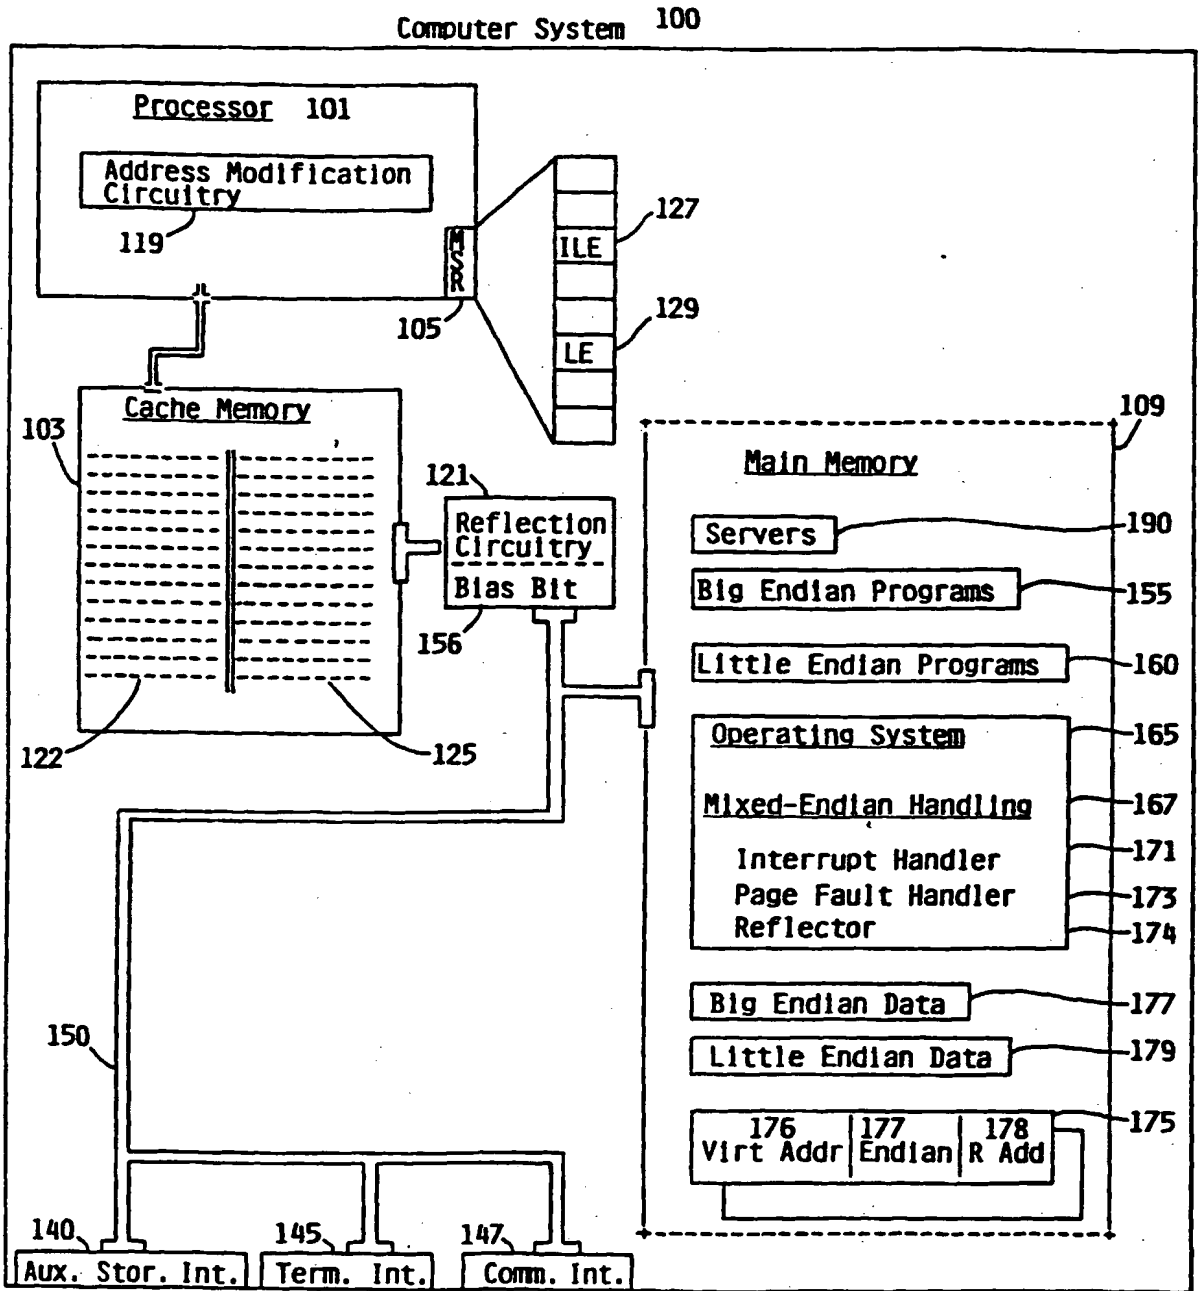 Computer System 100
Processor 101
Address Modification
Circuitry
119
MSR
105
ILE
127
LE
129
Cache Memory
103
122
125
121
Reflection
Circuitry
Bias Bit
156
109
Main Memory
Servers
190
Big Endian Programs
155
Little Endian Programs
160
Operating System
165
Mixed-Endian Handling
167
Interrupt Handler
171
Page Fault Handler
173
Reflector
174
Big Endian Data
177
Little Endian Data
179
175
176 177 178
Virt Addr Endian R Add
150
140
Aux. Stor. Int.
145
Term. Int.
147
Comm. Int.